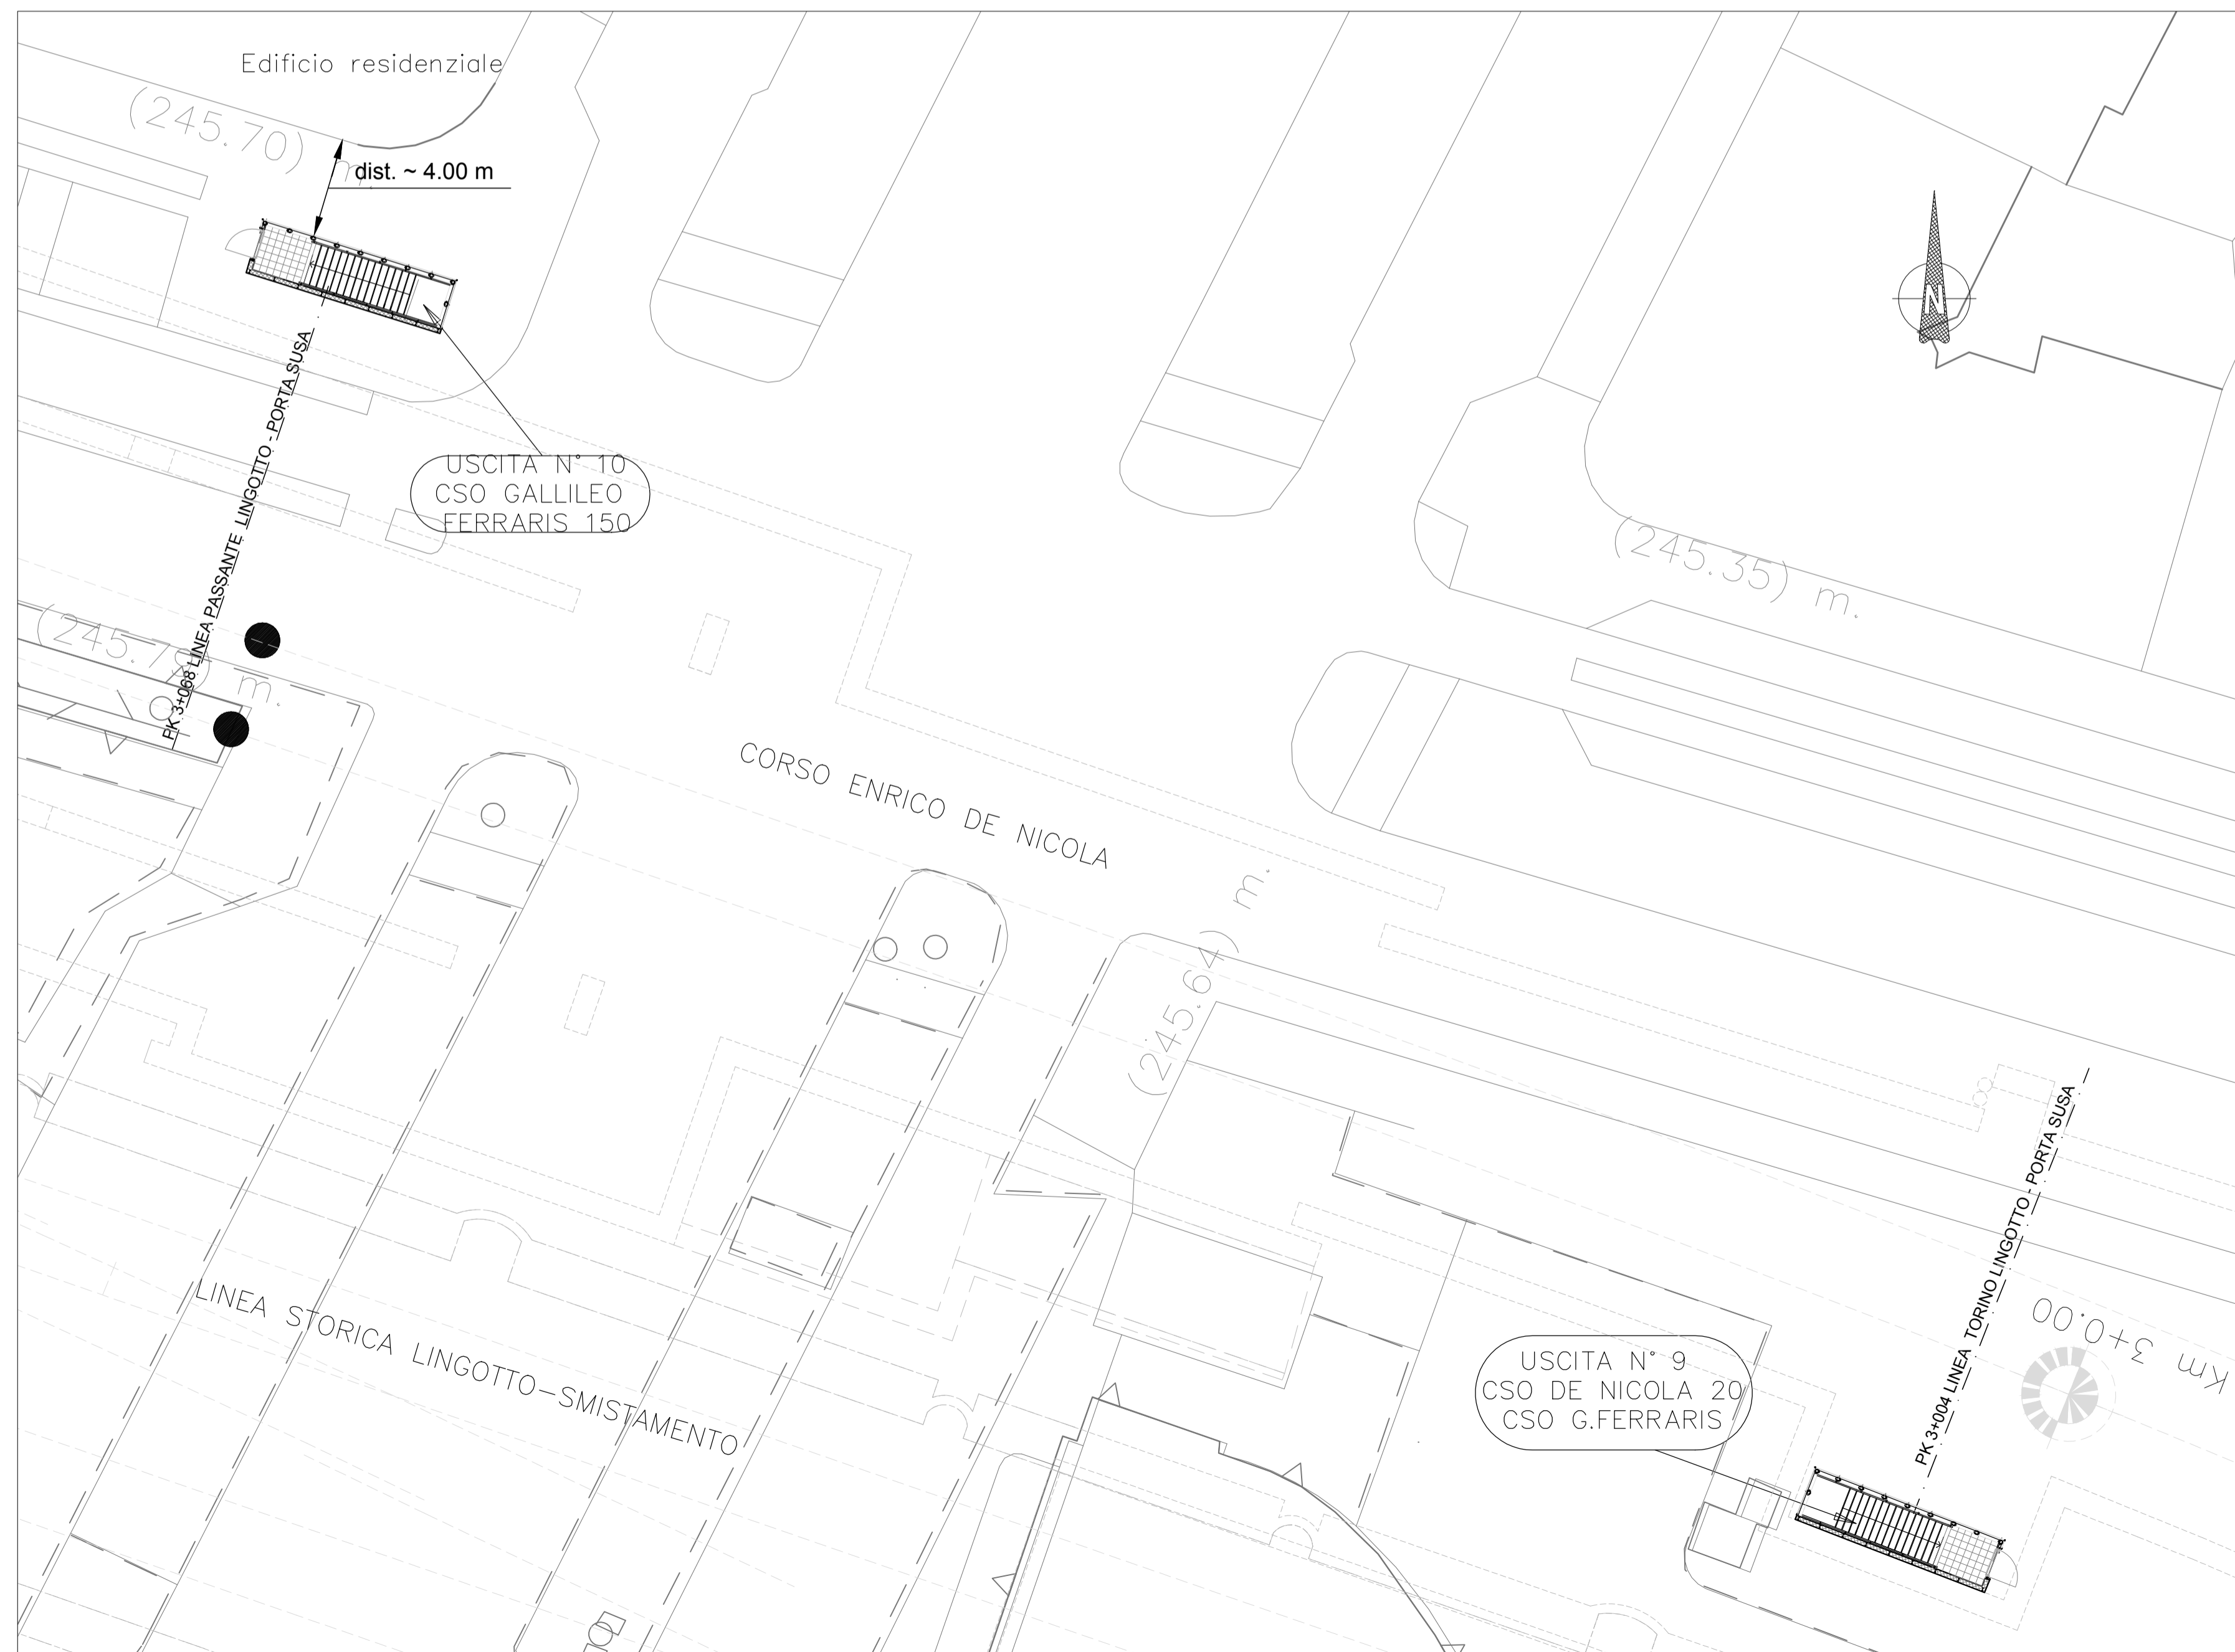 Edificio residenziale
(245.70) m.
dist. ~ 4.00 m
N
PK 3+068 LINEA PASSANTE LINGOTTO - PORTA SUSA
USCITA N° 10
CSO GALLILEO
FERRARIS 150
(245.35) m.
m.
CORSO ENRICO DE NICOLA
(245.64) m.
PK 3+004 LINEA TORINO LINGOTTO - PORTA SUSA
Km 3+0.00
LINEA STORICA LINGOTTO-SMISTAMENTO
USCITA N° 9
CSO DE NICOLA 20
CSO G.FERRARIS